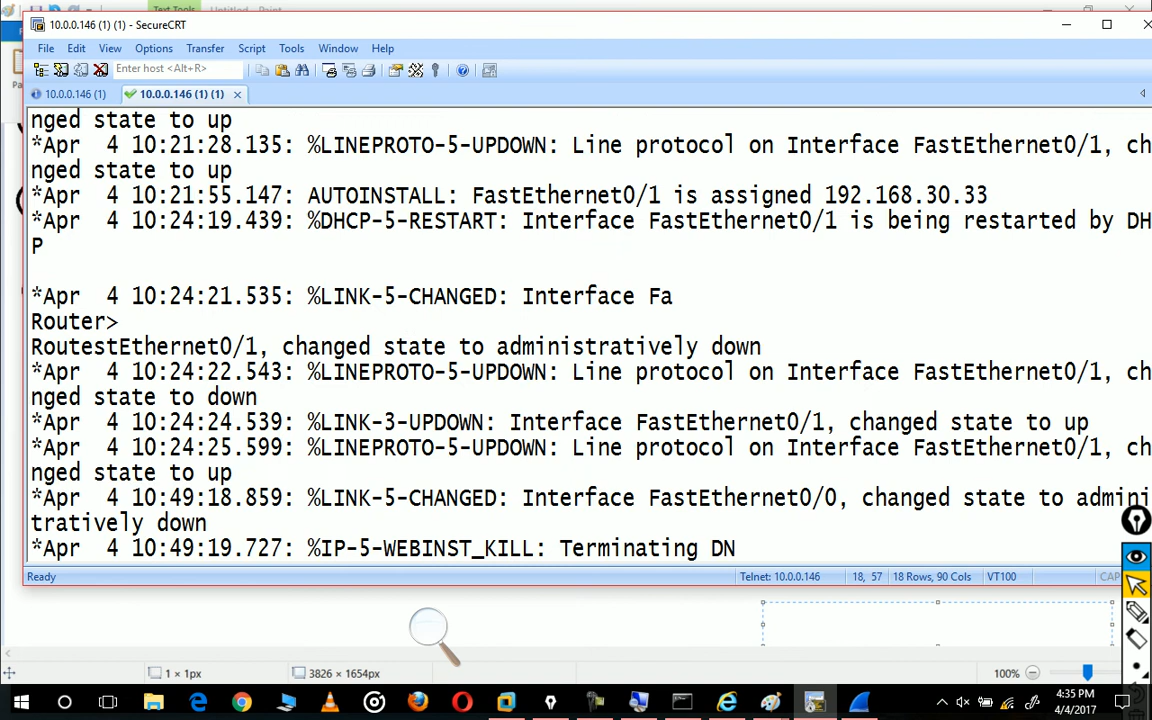 Text Tools
Untitled - Paint
10.0.0.146 (1) (1) - SecureCRT
File Edit View Options Transfer Script Tools Window Help
Enter host <Alt+R>
10.0.0.146 (1) 10.0.0.146 (1) (1)
nged state to up
*Apr  4 10:21:28.135: %LINEPROTO-5-UPDOWN: Line protocol on Interface FastEthernet0/1, ch
nged state to up
*Apr  4 10:21:55.147: AUTOINSTALL: FastEthernet0/1 is assigned 192.168.30.33
*Apr  4 10:24:19.439: %DHCP-5-RESTART: Interface FastEthernet0/1 is being restarted by DH
P
*Apr  4 10:24:21.535: %LINK-5-CHANGED: Interface Fa
Router>
RoutestEthernet0/1, changed state to administratively down
*Apr  4 10:24:22.543: %LINEPROTO-5-UPDOWN: Line protocol on Interface FastEthernet0/1, ch
nged state to down
*Apr  4 10:24:24.539: %LINK-3-UPDOWN: Interface FastEthernet0/1, changed state to up
*Apr  4 10:24:25.599: %LINEPROTO-5-UPDOWN: Line protocol on Interface FastEthernet0/1, ch
nged state to up
*Apr  4 10:49:18.859: %LINK-5-CHANGED: Interface FastEthernet0/0, changed state to admini
tratively down
*Apr  4 10:49:19.727: %IP-5-WEBINST_KILL: Terminating DN
Ready Telnet: 10.0.0.146 18, 57 18 Rows, 90 Cols VT100 CAP
1 × 1px 3826 × 1654px 100%
4:35 PM
4/4/2017